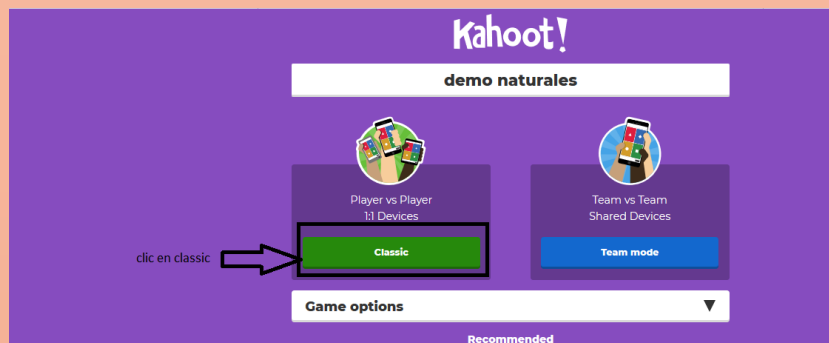 Kahoot!
demo naturales
Player vs Player
1:1 Devices
Classic
Team vs Team
Shared Devices
Team mode
clic en classic
Game options
Recommended